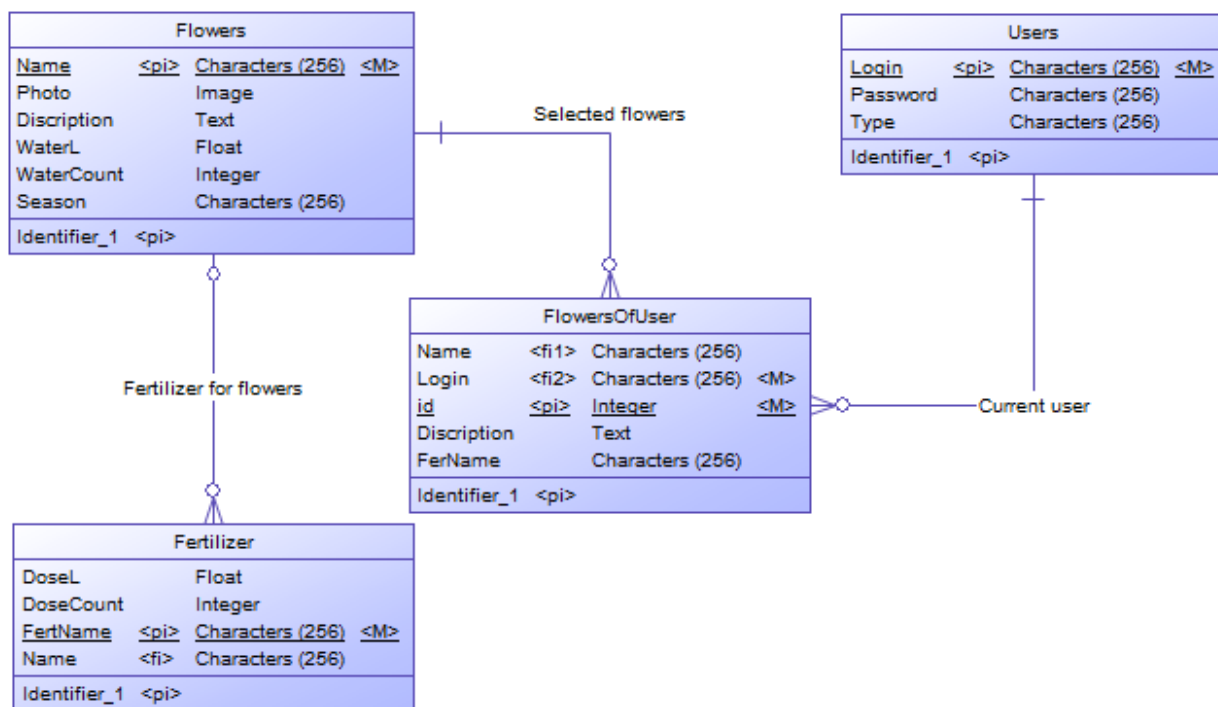 Flowers
Name <pi> Characters (256) <M>
Photo Image
Discription Text
WaterL Float
WaterCount Integer
Season Characters (256)
Identifier_1 <pi>
Selected flowers
Users
Login <pi> Characters (256) <M>
Password Characters (256)
Type Characters (256)
Identifier_1 <pi>
FlowersOfUser
Name <fi1> Characters (256)
Login <fi2> Characters (256) <M>
id <pi> Integer <M>
Discription Text
FerName Characters (256)
Identifier_1 <pi>
Current user
Fertilizer for flowers
Fertilizer
DoseL Float
DoseCount Integer
FertName <pi> Characters (256) <M>
Name <fi> Characters (256)
Identifier_1 <pi>